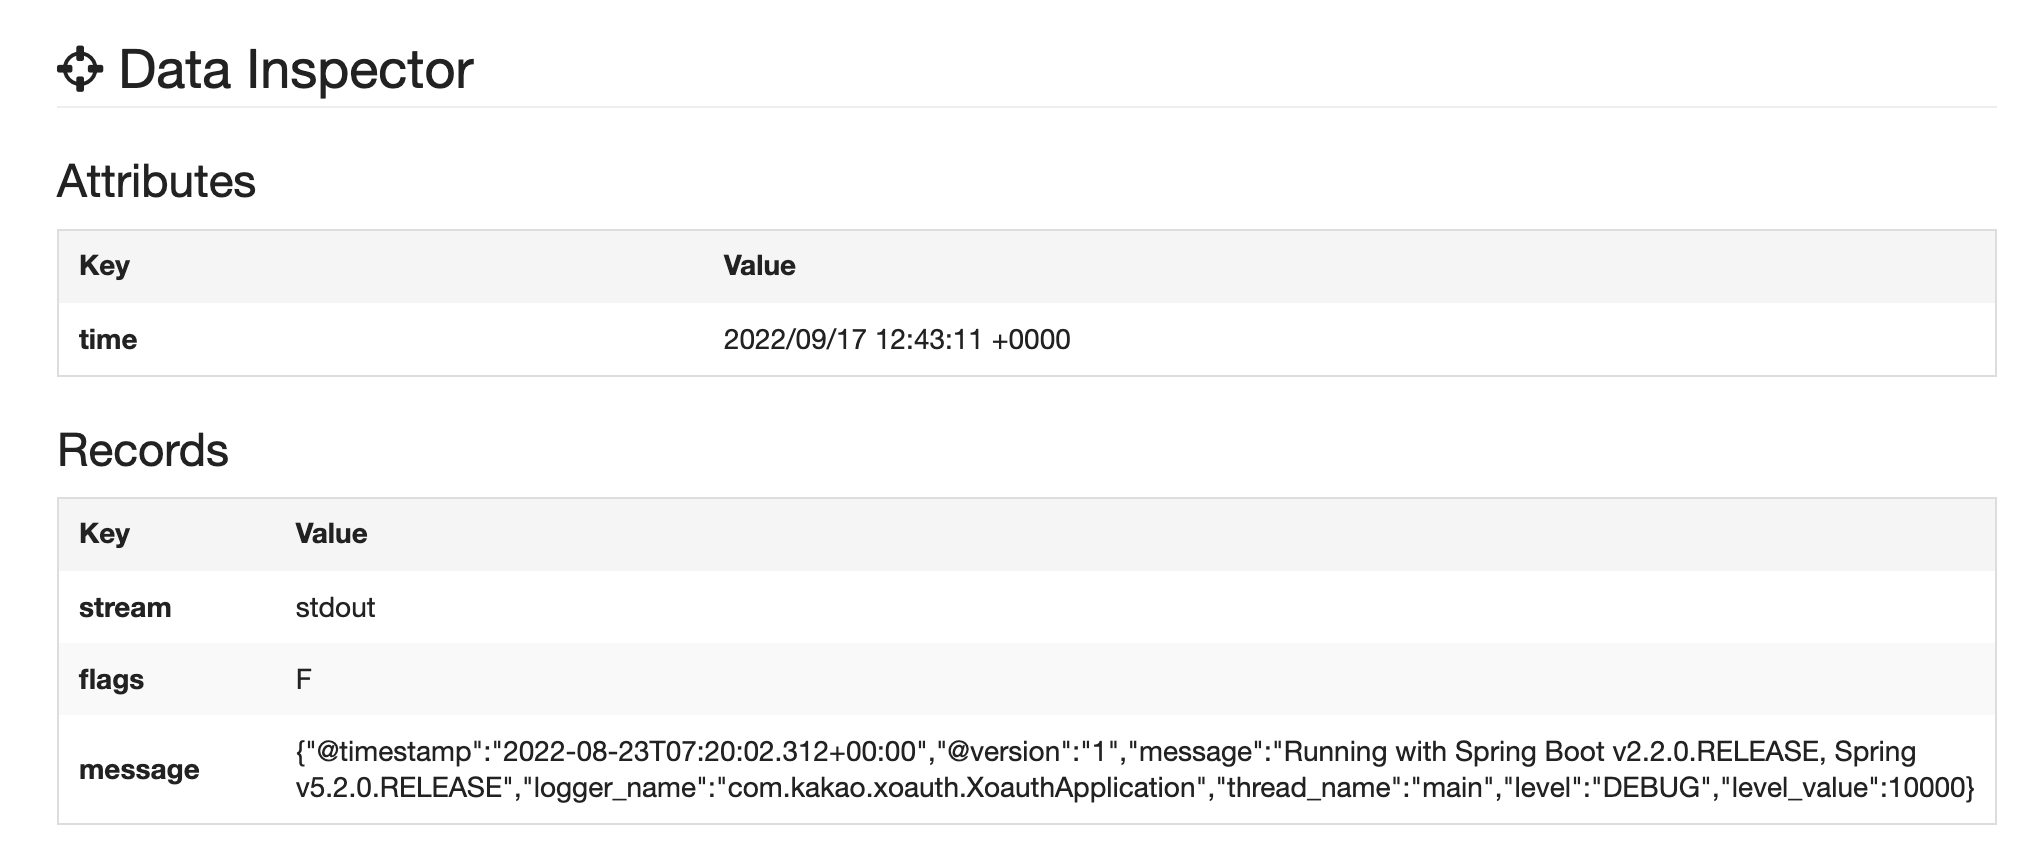 Data Inspector
Attributes
Key Value
time 2022/09/17 12:43:11 +0000
Records
Key Value
stream stdout
flags F
message {"@timestamp":"2022-08-23T07:20:02.312+00:00","@version":"1","message":"Running with Spring Boot v2.2.0.RELEASE, Spring
v5.2.0.RELEASE","logger_name":"com.kakao.xoauth.XoauthApplication","thread_name":"main","level":"DEBUG","level_value":10000}